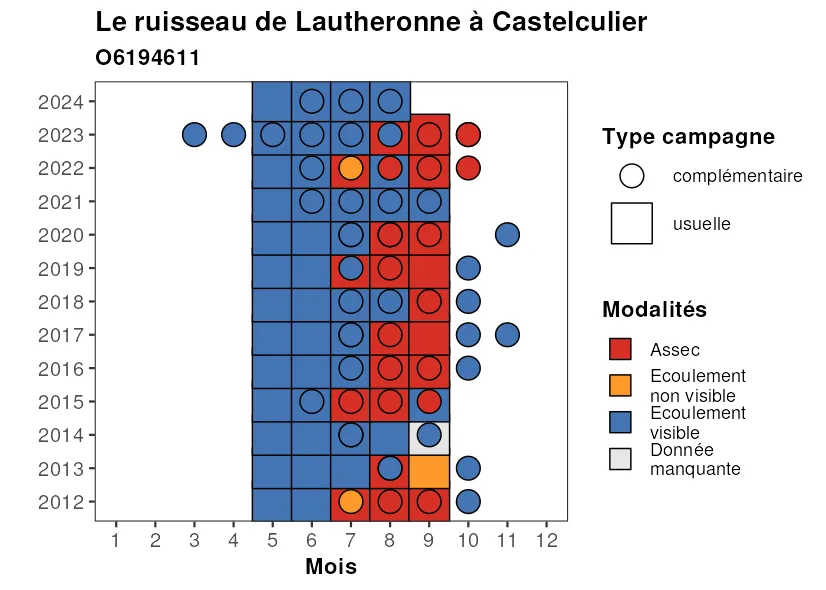 Le ruisseau de Lautheronne à Castelculier
O6194611
2024
2023
2022
2021
2020
2019
2018
2017
2016
2015
2014
2013
2012
1 2 3 4 5 6 7 8 9 10 11 12
Mois
Type campagne
complémentaire
usuelle
Modalités
Assec
Ecoulement
non visible
Ecoulement
visible
Donnée
manquante